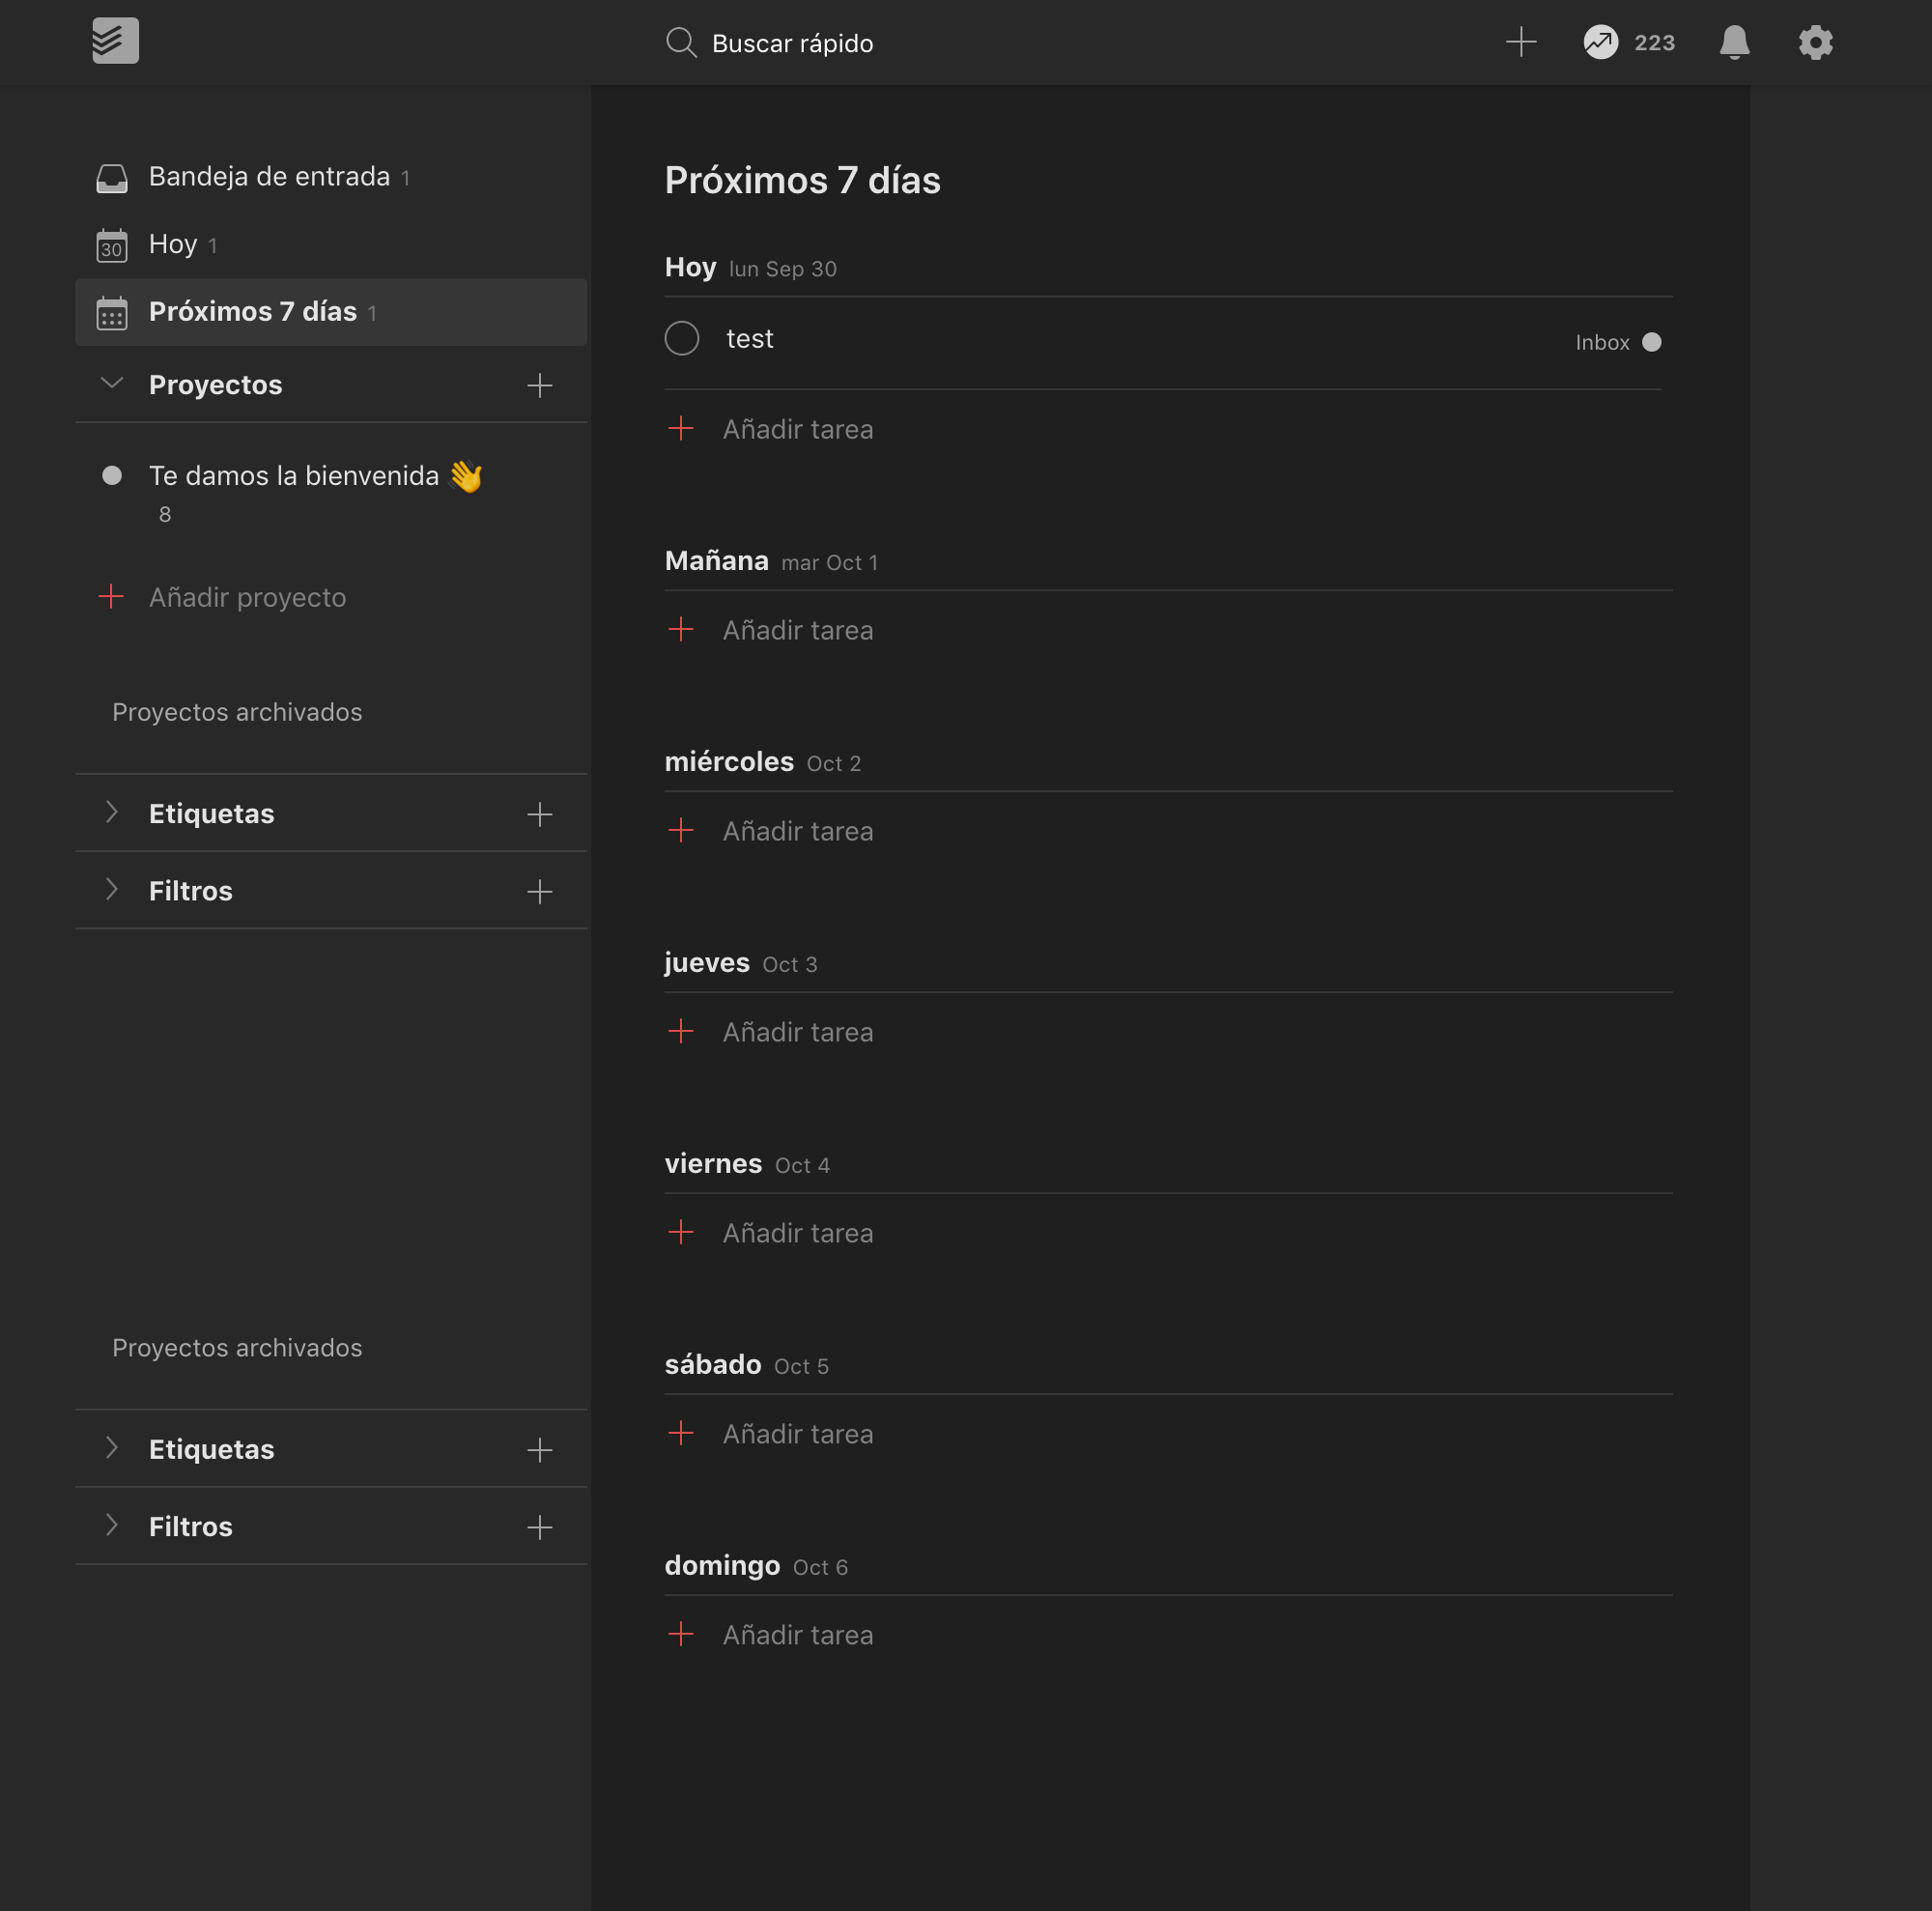 Buscar rápido
223
Bandeja de entrada 1
30
Hoy 1
Próximos 7 días 1
Proyectos
Te damos la bienvenida 👋
8
Añadir proyecto
Proyectos archivados
Etiquetas
Filtros
Proyectos archivados
Etiquetas
Filtros
Próximos 7 días
Hoy lun Sep 30
test Inbox
Añadir tarea
Mañana mar Oct 1
Añadir tarea
miércoles Oct 2
Añadir tarea
jueves Oct 3
Añadir tarea
viernes Oct 4
Añadir tarea
sábado Oct 5
Añadir tarea
domingo Oct 6
Añadir tarea